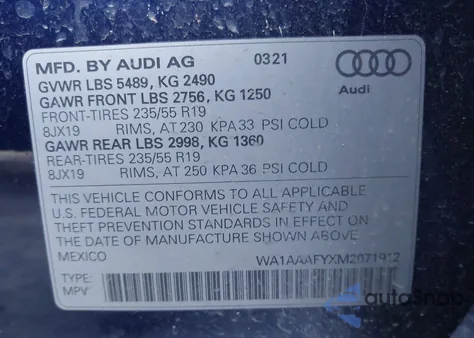 MFD. BY AUDI AG 0321
GVWR LBS 5489, KG 2490
GAWR FRONT LBS 2756, KG 1250
FRONT-TIRES 235/55 R19
8JX19 RIMS, AT 230 KPA 33 PSI COLD
GAWR REAR LBS 2998, KG 1360
REAR-TIRES 235/55 R19
8JX19 RIMS, AT 250 KPA 36 PSI COLD
Audi
THIS VEHICLE CONFORMS TO ALL APPLICABLE
U.S. FEDERAL MOTOR VEHICLE SAFETY AND
THEFT PREVENTION STANDARDS IN EFFECT ON
THE DATE OF MANUFACTURE SHOWN ABOVE.
MEXICO WA1AAAFYXM2071912
TYPE:
MPV
autoSnap